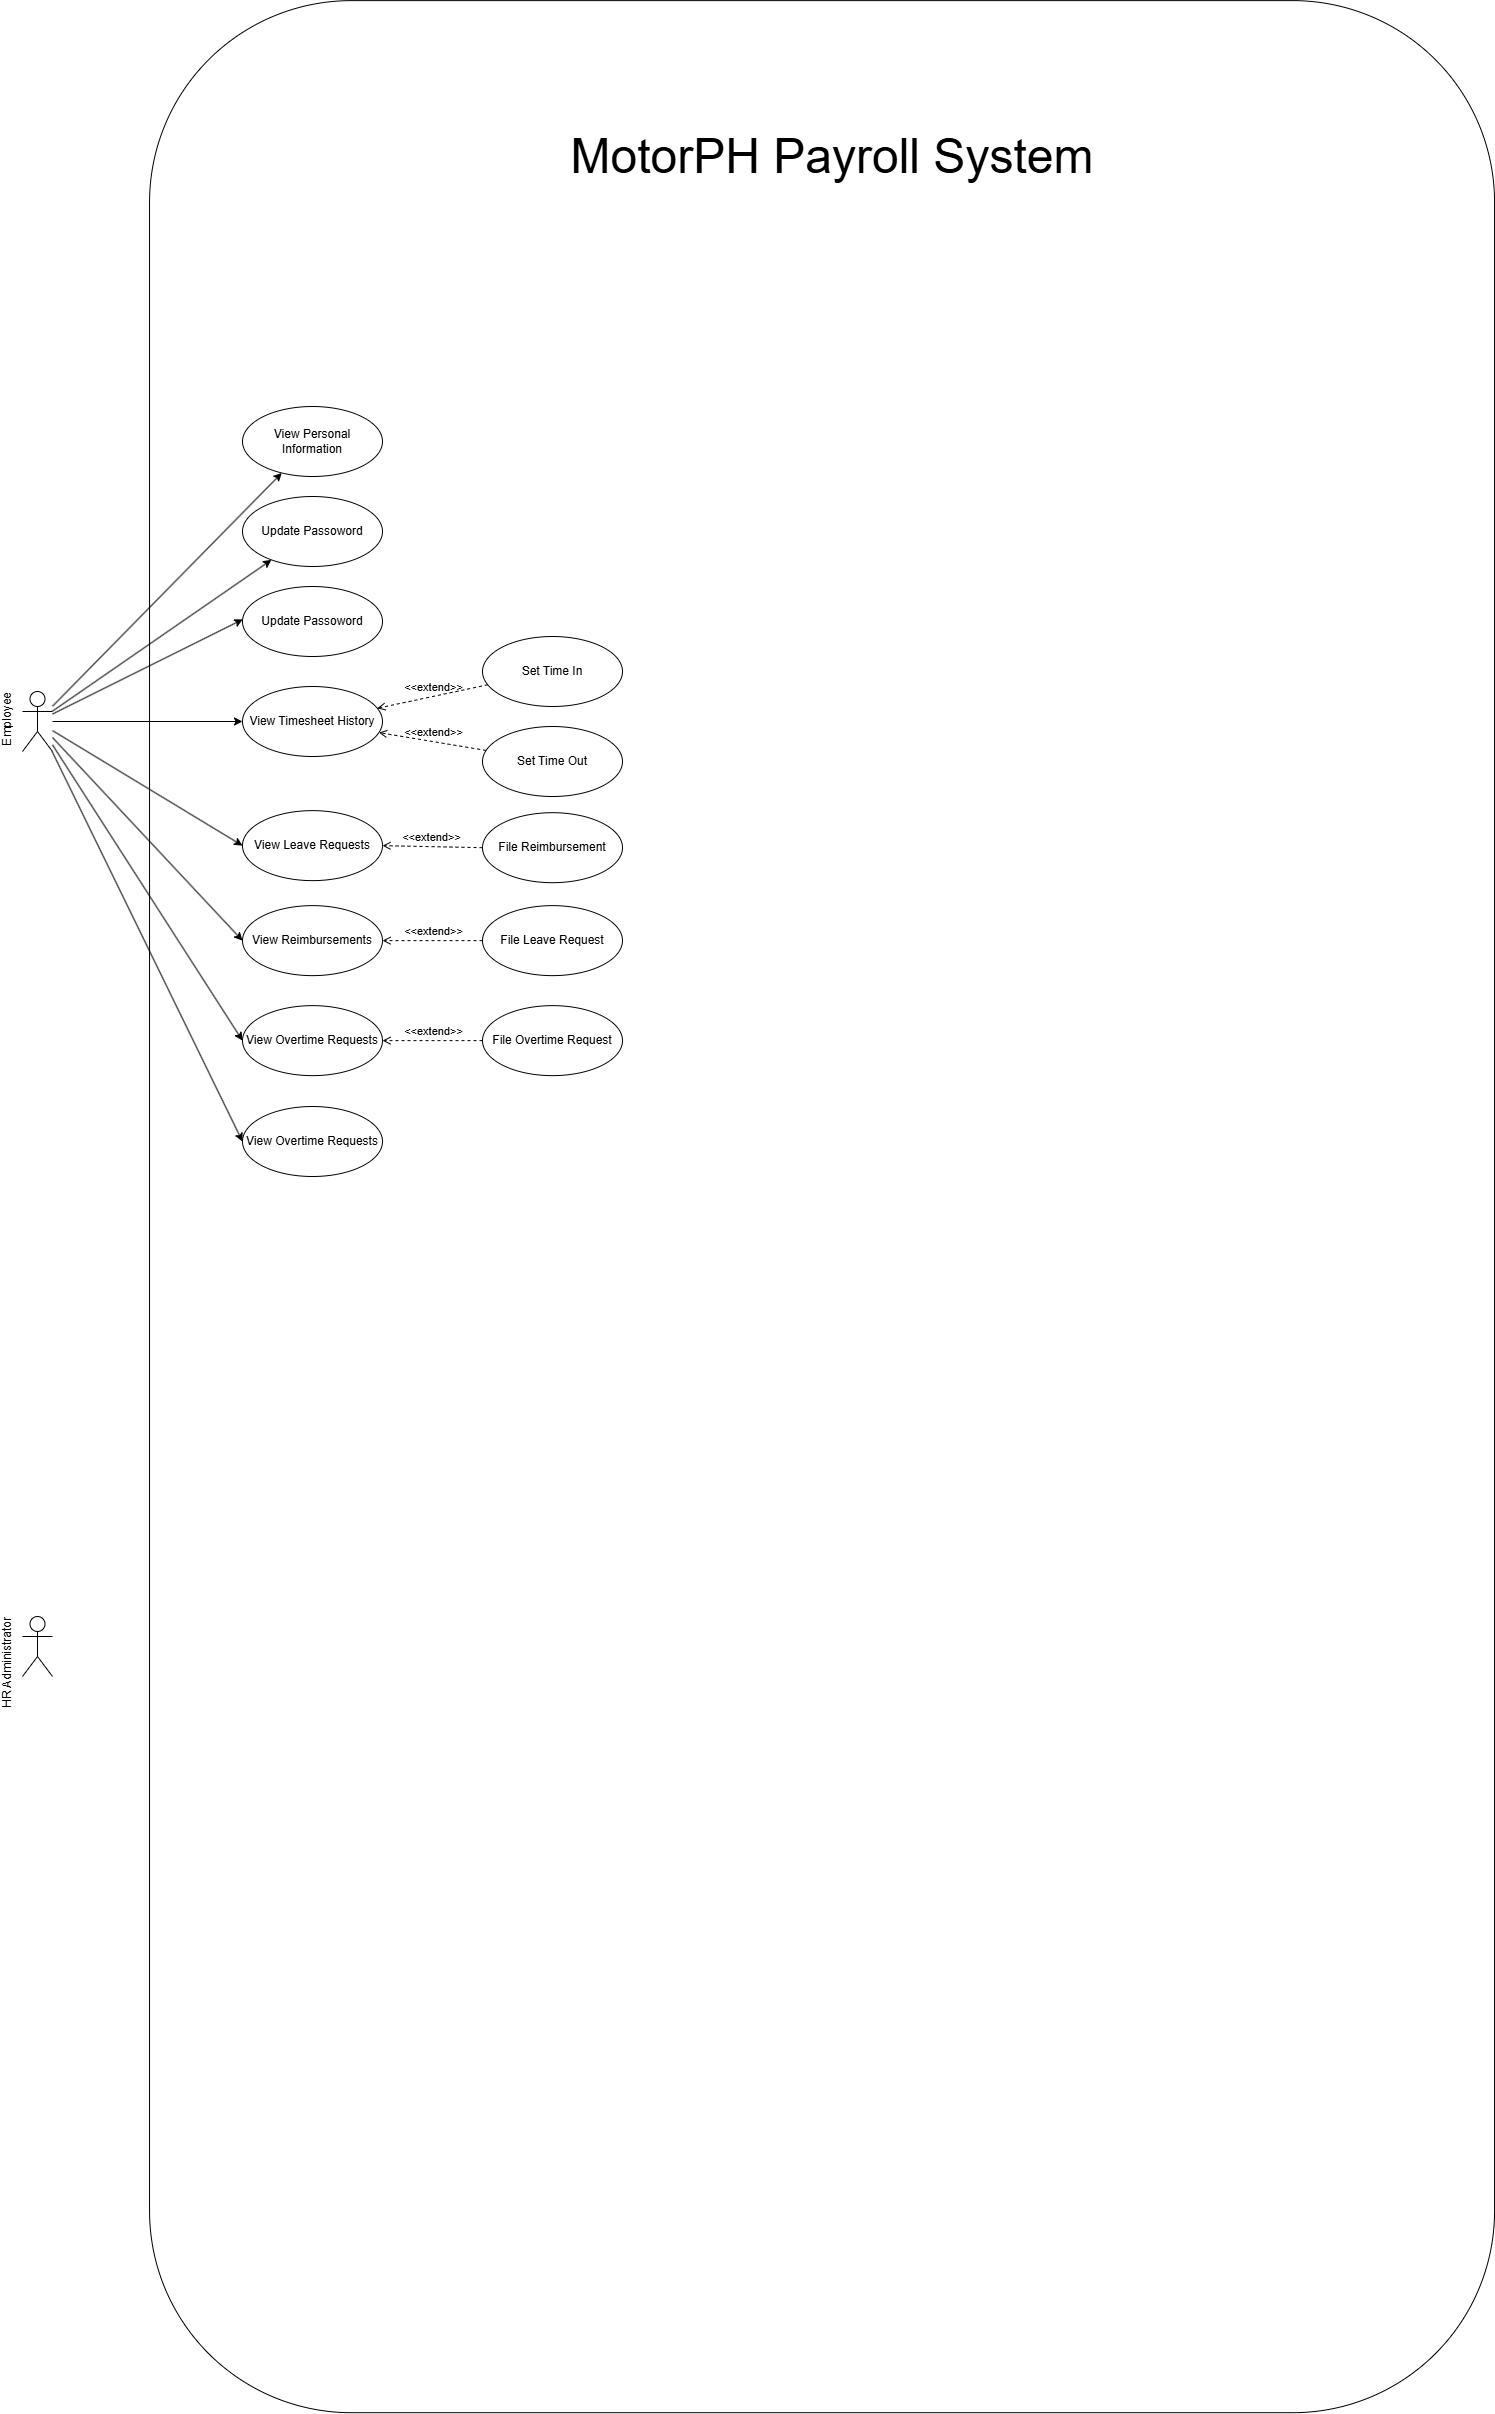 MotorPH Payroll System
View Personal
Information
Update Passoword
Update Passoword
Set Time In
<<extend>>
Employee
View Timesheet History
<<extend>>
Set Time Out
<<extend>>
View Leave Requests
File Reimbursement
<<extend>>
View Reimbursements
File Leave Request
<<extend>>
View Overtime Requests
File Overtime Request
View Overtime Requests
HR Administrator